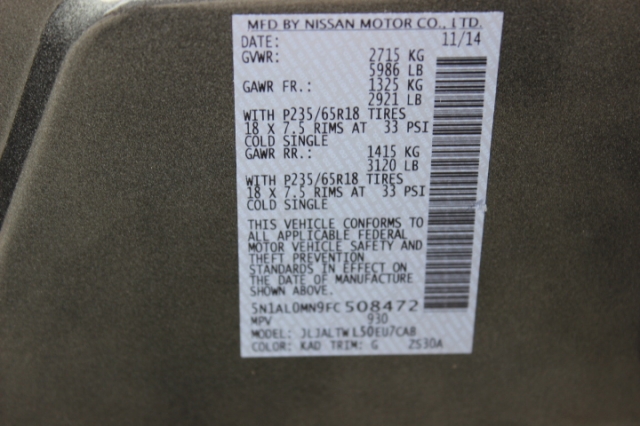 MFD BY NISSAN MOTOR CO., LTD.
DATE: 11/14
GVWR: 2715 KG
5986 LB
GAWR FR.: 1325 KG
2921 LB
WITH P235/65R18 TIRES
18 X 7.5 RIMS AT 33 PSI
COLD SINGLE
GAWR RR.: 1415 KG
3120 LB
WITH P235/65R18 TIRES
18 X 7.5 RIMS AT 33 PSI
COLD SINGLE
THIS VEHICLE CONFORMS TO
ALL APPLICABLE FEDERAL
MOTOR VEHICLE SAFETY AND
THEFT PREVENTION
STANDARDS IN EFFECT ON
THE DATE OF MANUFACTURE
SHOWN ABOVE.
5N1AL0MN9FC508472
MPV 930
MODEL: JLJALTWL50EU7CAB
COLOR: KAD TRIM: G ZS30A